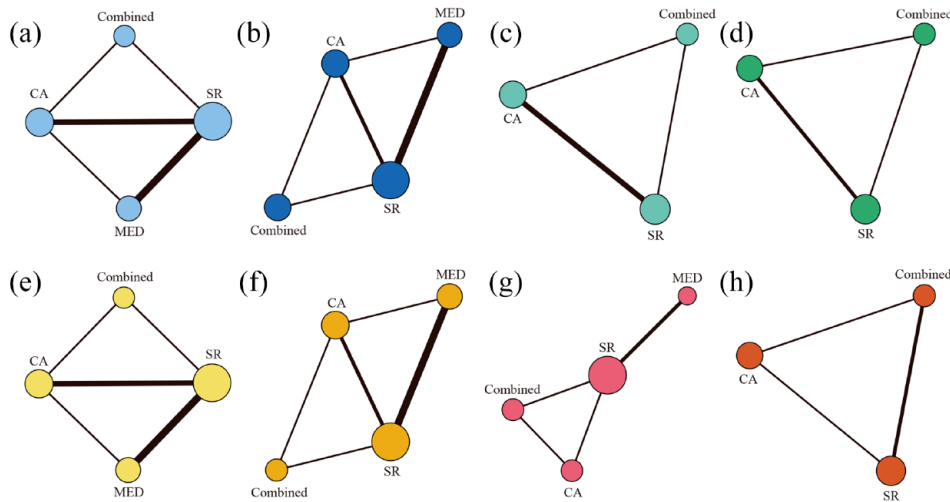 (a)
Combined
CA
SR
MED
(b)
MED
CA
SR
Combined
(c)
Combined
CA
SR
(d)
Combined
CA
SR
(e)
Combined
CA
SR
MED
(f)
MED
CA
SR
Combined
(g)
MED
SR
Combined
CA
(h)
Combined
CA
SR